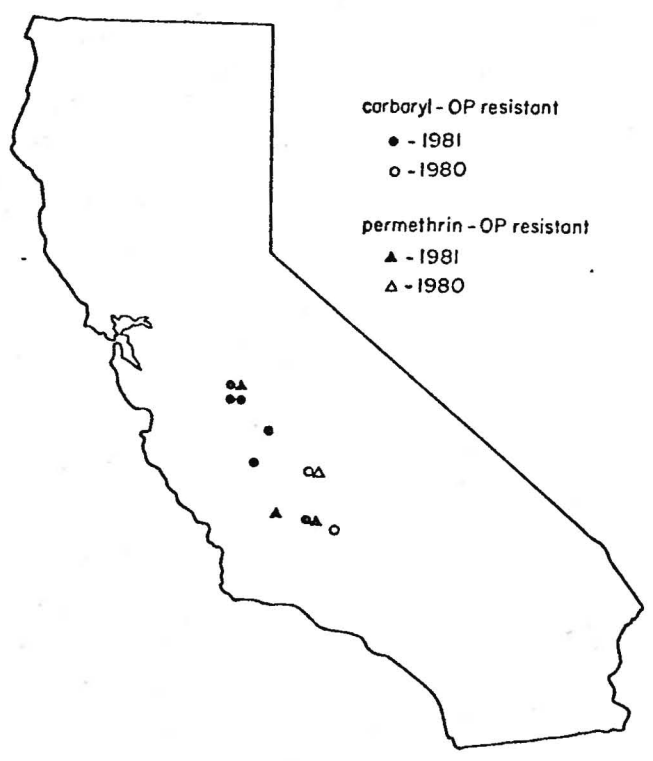 carbaryl - OP resistant
● - 1981
○ - 1980
permethrin - OP resistant
▲ - 1981
△ - 1980